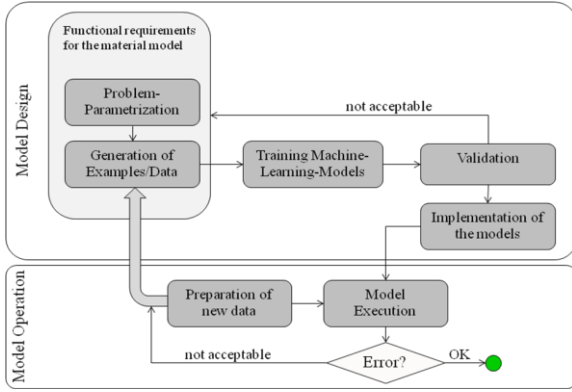 Model Design
Functional requirements
for the material model
Problem-
Parametrization
not acceptable
Generation of
Examples/Data
Training Machine-
Learning-Models
Validation
Implementation of
the models
Model Operation
Preparation of
new data
Model
Execution
not acceptable
Error?
OK